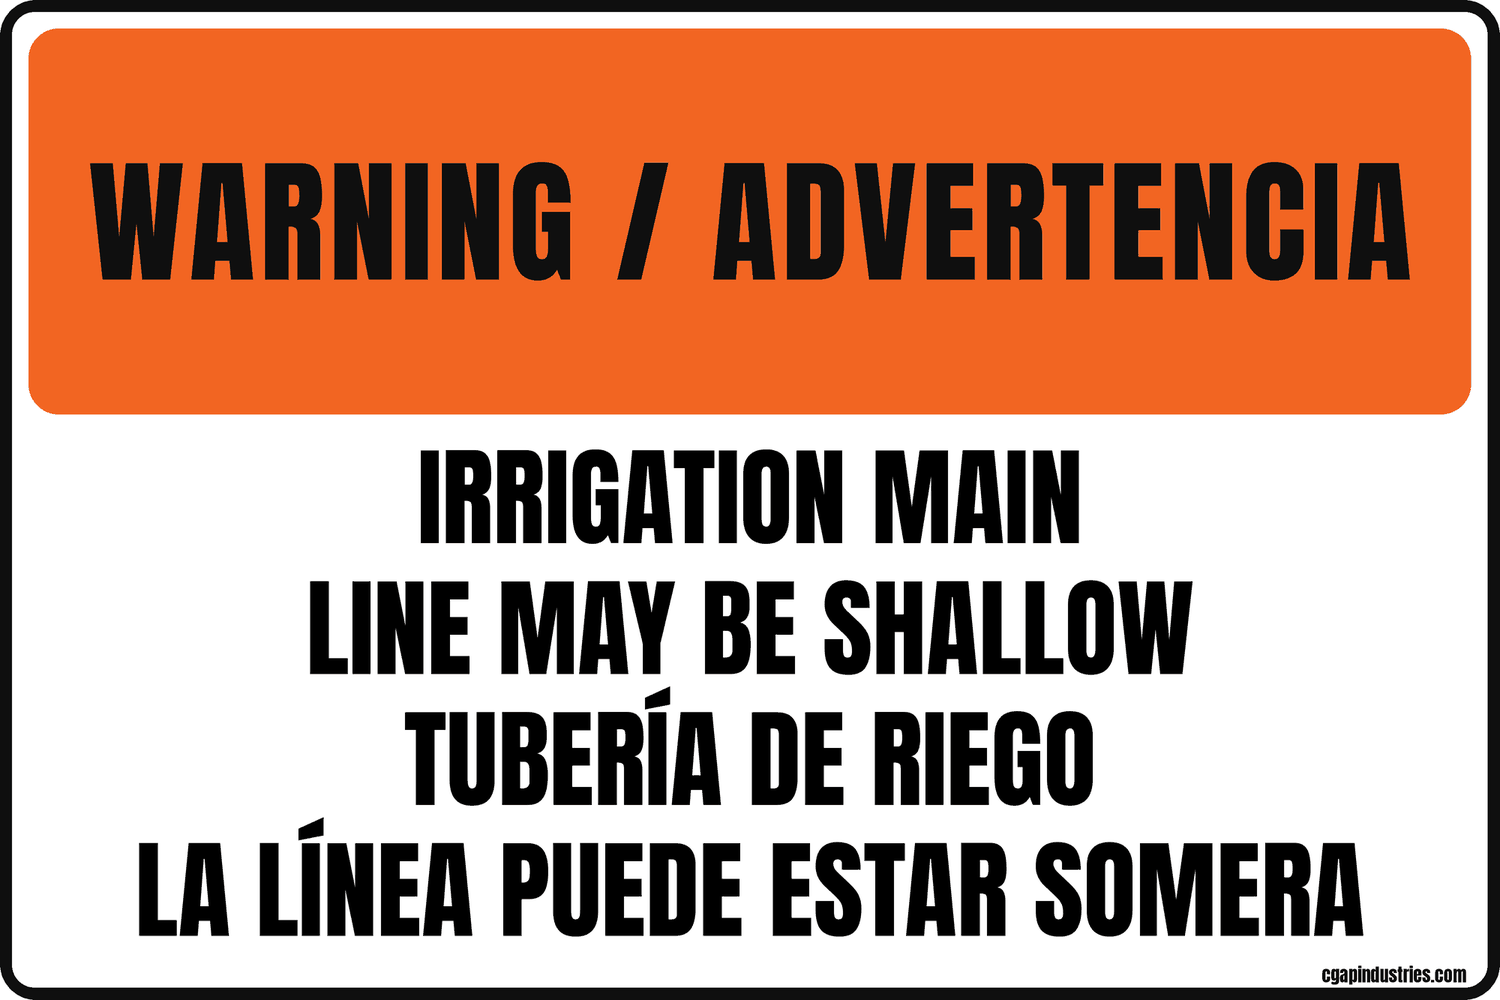 WARNING / ADVERTENCIA
IRRIGATION MAIN
LINE MAY BE SHALLOW
TUBERÍA DE RIEGO
LA LÍNEA PUEDE ESTAR SOMERA
cgapindustries.com